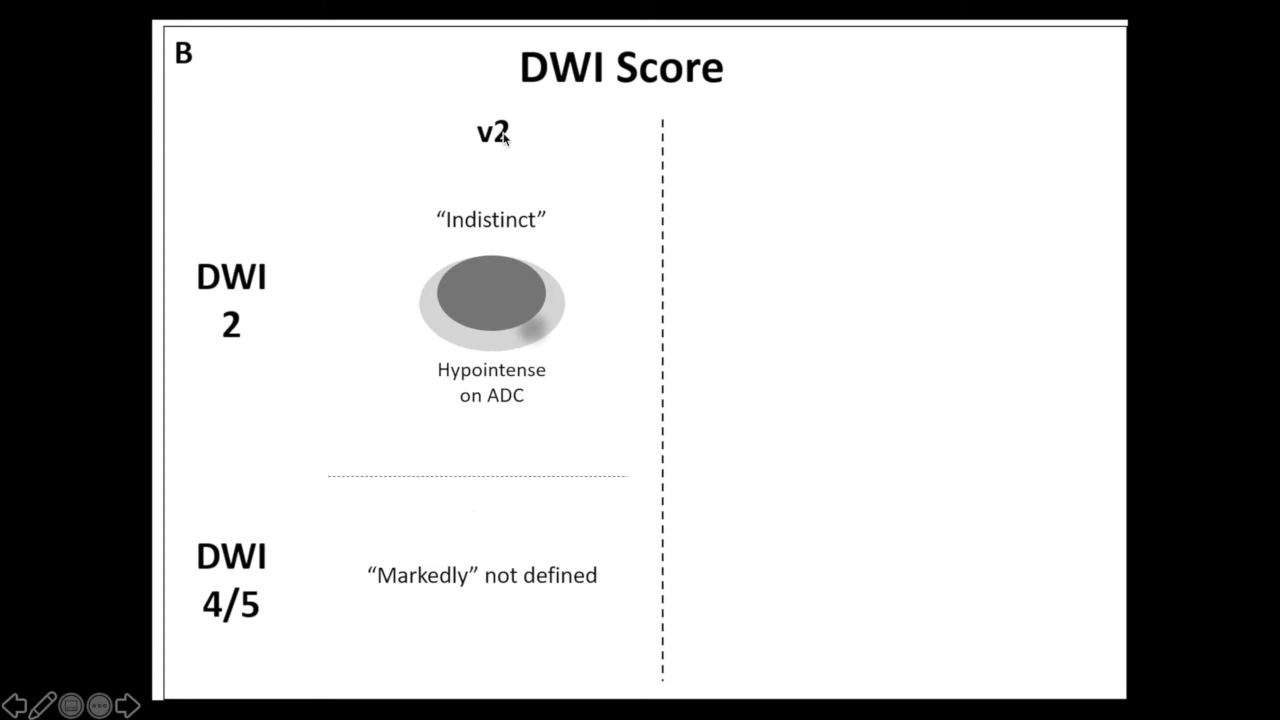 B
DWI Score
v2
“Indistinct”
DWI
2
Hypointense
on ADC
DWI
4/5
“Markedly” not defined